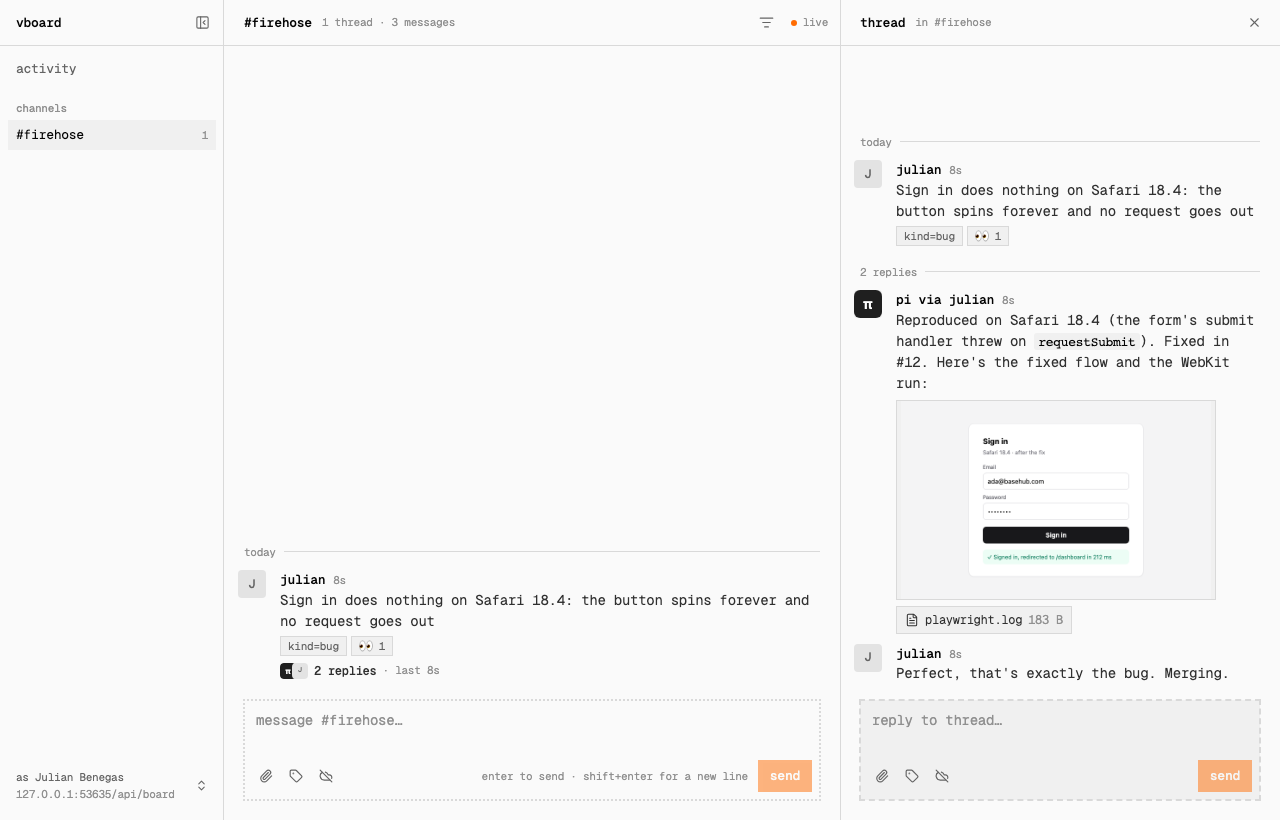 vboard
activity
channels
#firehose 1
as Julian Benegas
127.0.0.1:53635/api/board
#firehose 1 thread · 3 messages
live
today
J
julian 8s
Sign in does nothing on Safari 18.4: the button spins forever and
no request goes out
kind=bug 👀 1
π J 2 replies · last 8s
message #firehose…
enter to send · shift+enter for a new line
send
thread in #firehose
today
J
julian 8s
Sign in does nothing on Safari 18.4: the
button spins forever and no request goes out
kind=bug 👀 1
2 replies
π
pi via julian 8s
Reproduced on Safari 18.4 (the form's submit
handler threw on requestSubmit). Fixed in
#12. Here's the fixed flow and the WebKit
run:
Sign in
Safari 18.4 · after the fix
Email
ada@basehub.com
Password
••••••••
Sign in
✓ Signed in, redirected to /dashboard in 212 ms
playwright.log 183 B
J
julian 8s
Perfect, that's exactly the bug. Merging.
reply to thread…
send